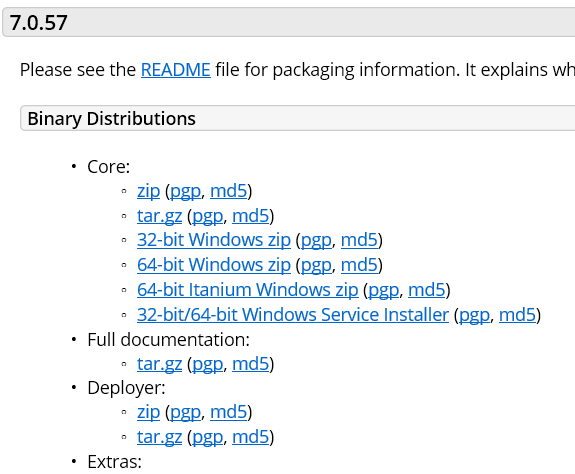 7.0.57
Please see the README file for packaging information. It explains wh
Binary Distributions
• Core:
◦ zip (pgp, md5)
◦ tar.gz (pgp, md5)
◦ 32-bit Windows zip (pgp, md5)
◦ 64-bit Windows zip (pgp, md5)
◦ 64-bit Itanium Windows zip (pgp, md5)
◦ 32-bit/64-bit Windows Service Installer (pgp, md5)
• Full documentation:
◦ tar.gz (pgp, md5)
• Deployer:
◦ zip (pgp, md5)
◦ tar.gz (pgp, md5)
• Extras: